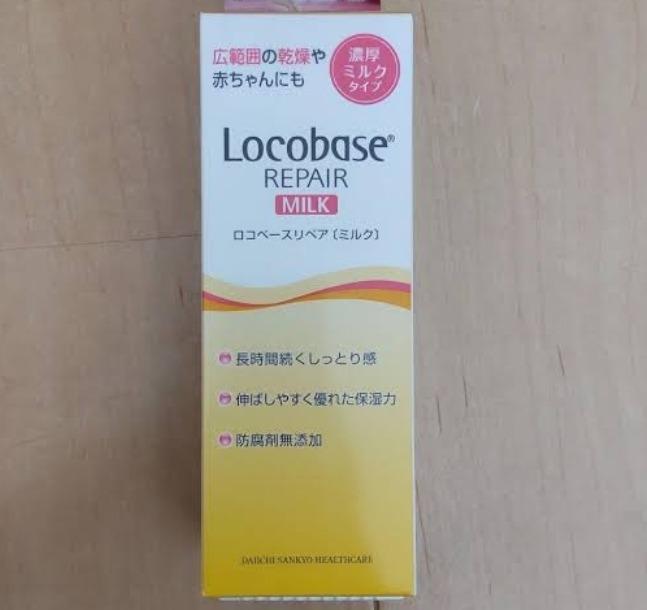 広範囲の乾燥や
赤ちゃんにも
濃厚
ミルク
タイプ
Locobase®
REPAIR
MILK
ロコベースリペア〔ミルク〕
長時間続くしっとり感
伸ばしやすく優れた保湿力
防腐剤無添加
DAIICHI SANKYO HEALTHCARE